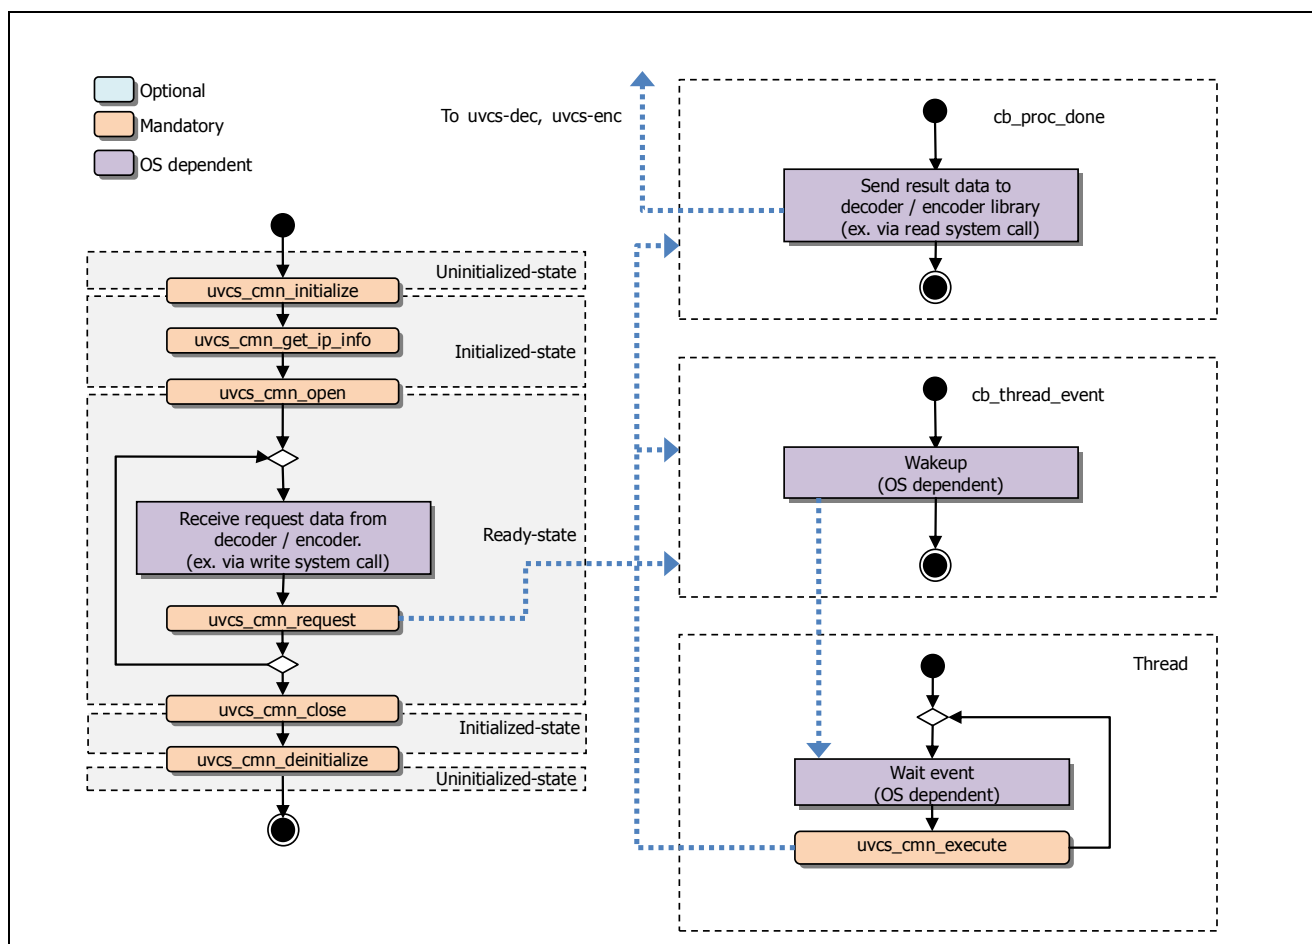 Optional
Mandatory
OS dependent
Uninitialized-state
uvcs_cmn_initialize
uvcs_cmn_get_ip_info
Initialized-state
uvcs_cmn_open
Receive request data from
decoder / encoder.
(ex. via write system call)
Ready-state
uvcs_cmn_request
uvcs_cmn_close
Initialized-state
uvcs_cmn_deinitialize
Uninitialized-state
To uvcs-dec, uvcs-enc
cb_proc_done
Send result data to
decoder / encoder library
(ex. via read system call)
cb_thread_event
Wakeup
(OS dependent)
Thread
Wait event
(OS dependent)
uvcs_cmn_execute